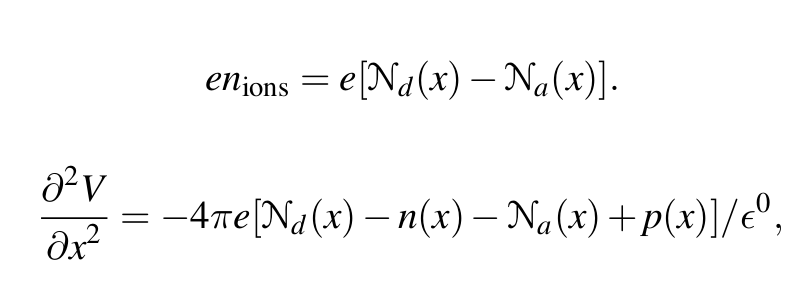 en_ions = e[𝒩_d(x) − 𝒩_a(x)].
∂²V/∂x² = −4πe[𝒩_d(x) − n(x) − 𝒩_a(x) + p(x)]/ϵ⁰,